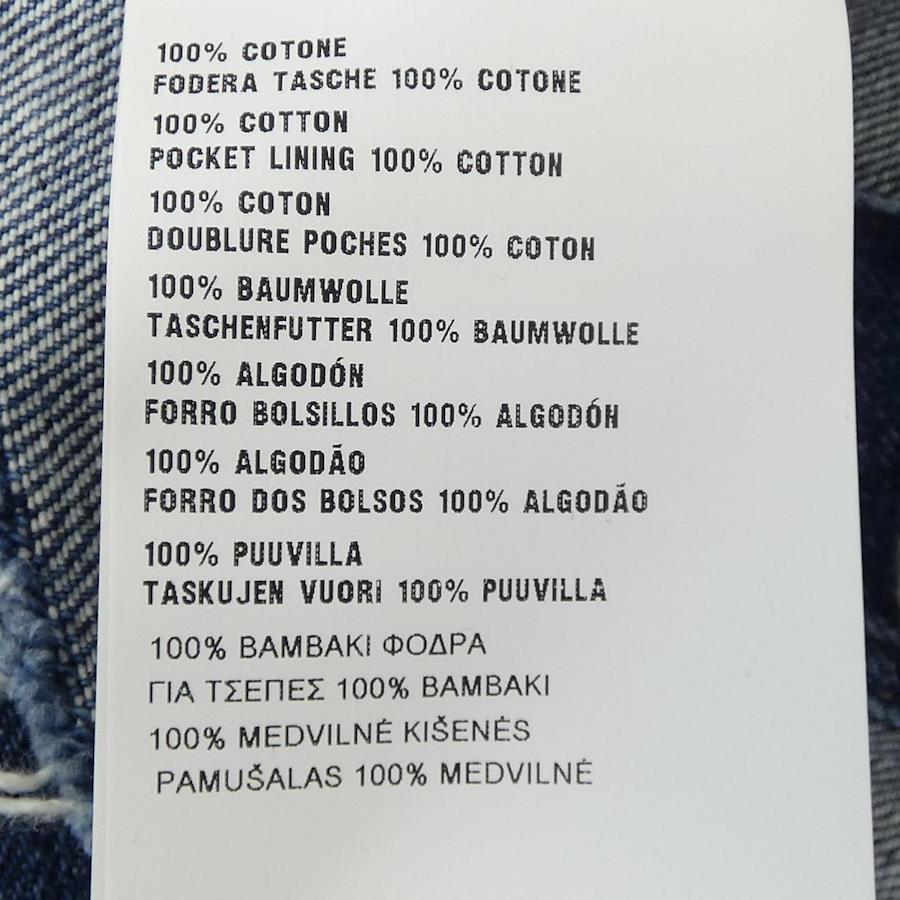 100% COTONE
FODERA TASCHE 100% COTONE
100% COTTON
POCKET LINING 100% COTTON
100% COTON
DOUBLURE POCHES 100% COTON
100% BAUMWOLLE
TASCHENFUTTER 100% BAUMWOLLE
100% ALGODÓN
FORRO BOLSILLOS 100% ALGODÓN
100% ALGODÃO
FORRO DOS BOLSOS 100% ALGODÃO
100% PUUVILLA
TASKUJEN VUORI 100% PUUVILLA
100% ΒΑΜΒΑΚΙ ΦΟΔΡΑ
ΓΙΑ ΤΣΕΠΕΣ 100% ΒΑΜΒΑΚΙ
100% MEDVILNĖ KIŠENĖS
PAMUŠALAS 100% MEDVILNĖ